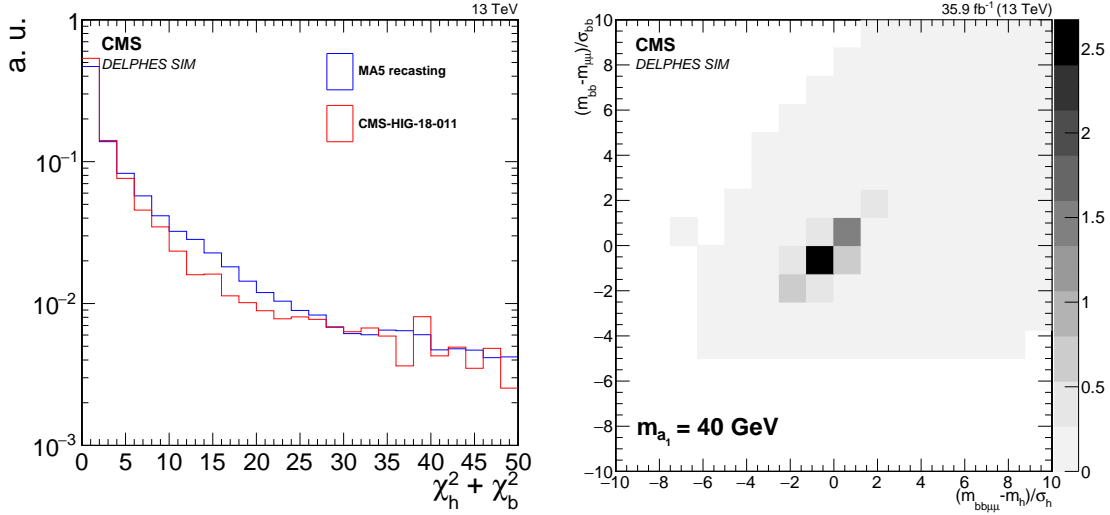 13 TeV
a. u.
CMS
DELPHES SIM
MA5 recasting
CMS-HIG-18-011
1
10⁻¹
10⁻²
10⁻³
0 5 10 15 20 25 30 35 40 45 50
χ²_h + χ²_b
35.9 fb⁻¹ (13 TeV)
(m_bb-m_μμ)/σ_bb
CMS
DELPHES SIM
10
8
6
4
2
0
−2
−4
−6
−8
−10
m_a₁ = 40 GeV
−10 −8 −6 −4 −2 0 2 4 6 8 10
(m_bbμμ-m_h)/σ_h
2.5
2
1.5
1
0.5
0